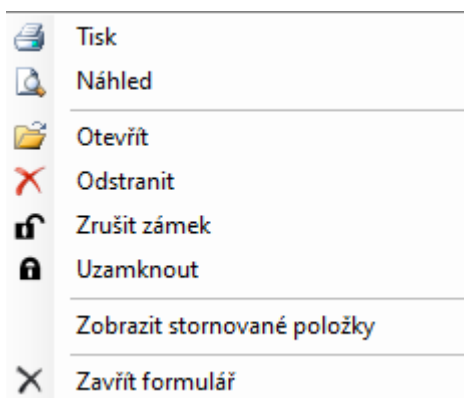 Tisk
Náhled
Otevřít
Odstranit
Zrušit zámek
Uzamknout
Zobrazit stornované položky
Zavřít formulář